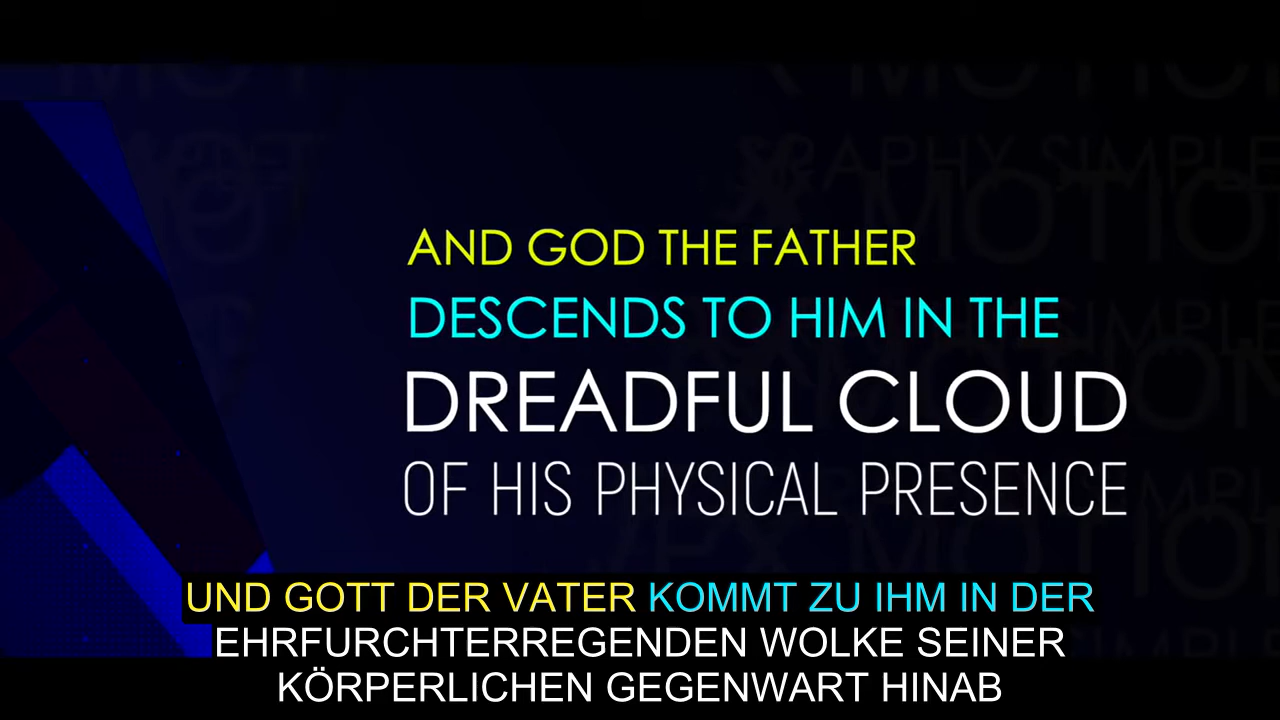 AND GOD THE FATHER
DESCENDS TO HIM IN THE
DREADFUL CLOUD
OF HIS PHYSICAL PRESENCE
UND GOTT DER VATER KOMMT ZU IHM IN DER
EHRFURCHTERREGENDEN WOLKE SEINER
KÖRPERLICHEN GEGENWART HINAB